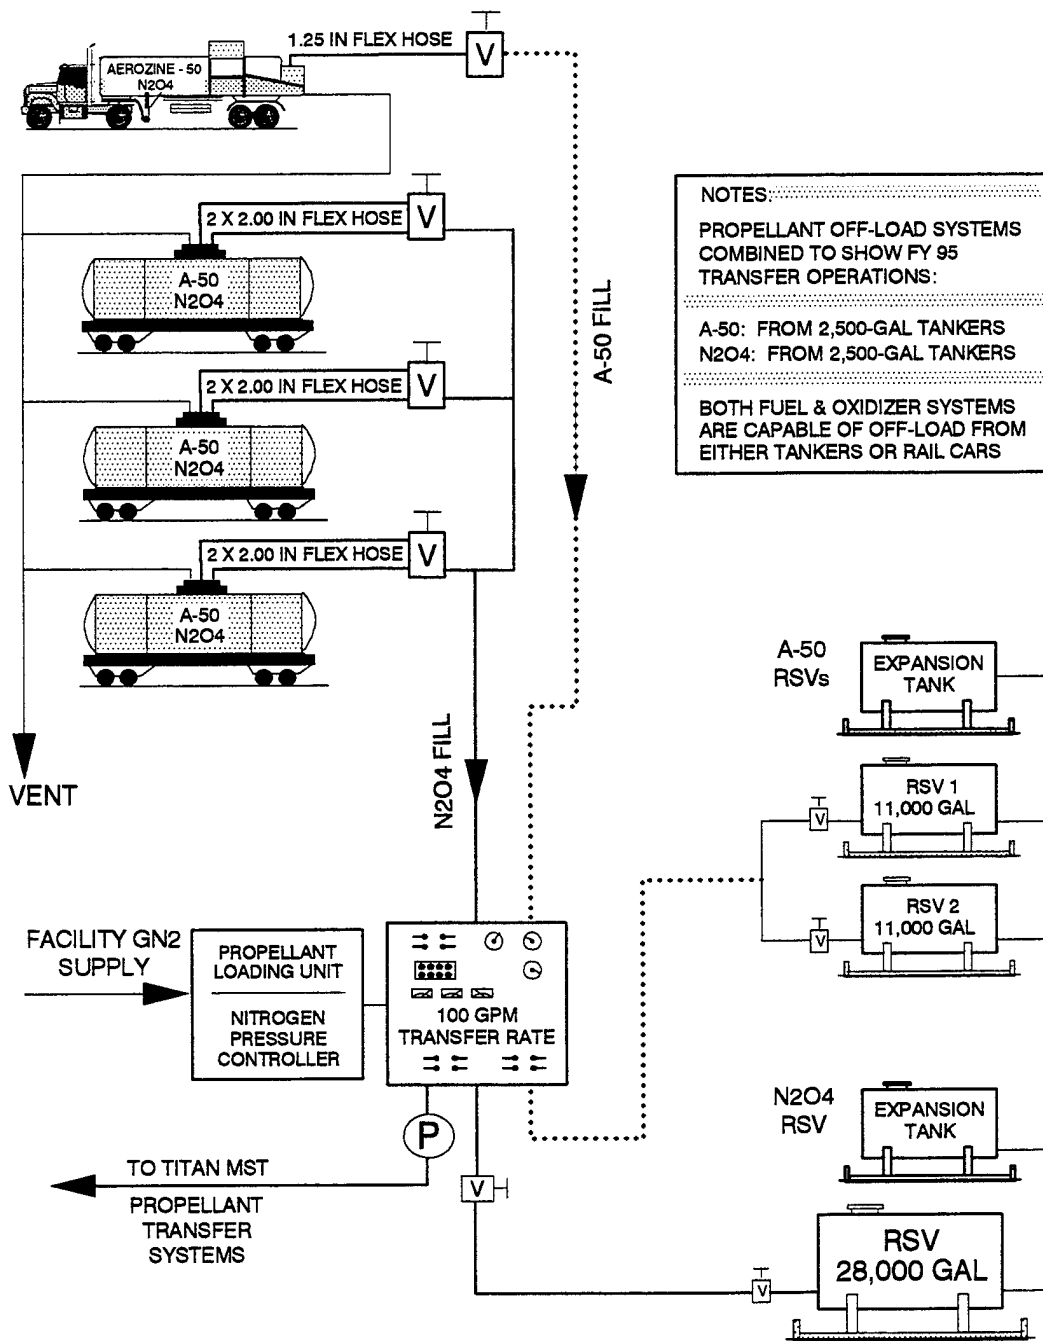 1.25 IN FLEX HOSE
V
AEROZINE - 50
N2O4
2 X 2.00 IN FLEX HOSE
V
A-50
N2O4
2 X 2.00 IN FLEX HOSE
V
A-50
N2O4
2 X 2.00 IN FLEX HOSE
V
A-50
N2O4
VENT
A-50 FILL
N2O4 FILL
NOTES:
PROPELLANT OFF-LOAD SYSTEMS
COMBINED TO SHOW FY 95
TRANSFER OPERATIONS:
A-50: FROM 2,500-GAL TANKERS
N2O4: FROM 2,500-GAL TANKERS
BOTH FUEL & OXIDIZER SYSTEMS
ARE CAPABLE OF OFF-LOAD FROM
EITHER TANKERS OR RAIL CARS
A-50
RSVs
EXPANSION
TANK
RSV 1
11,000 GAL
V
RSV 2
11,000 GAL
V
FACILITY GN2
SUPPLY
PROPELLANT
LOADING UNIT
NITROGEN
PRESSURE
CONTROLLER
100 GPM
TRANSFER RATE
P
TO TITAN MST
PROPELLANT
TRANSFER
SYSTEMS
V
N2O4
RSV
EXPANSION
TANK
RSV
28,000 GAL
V